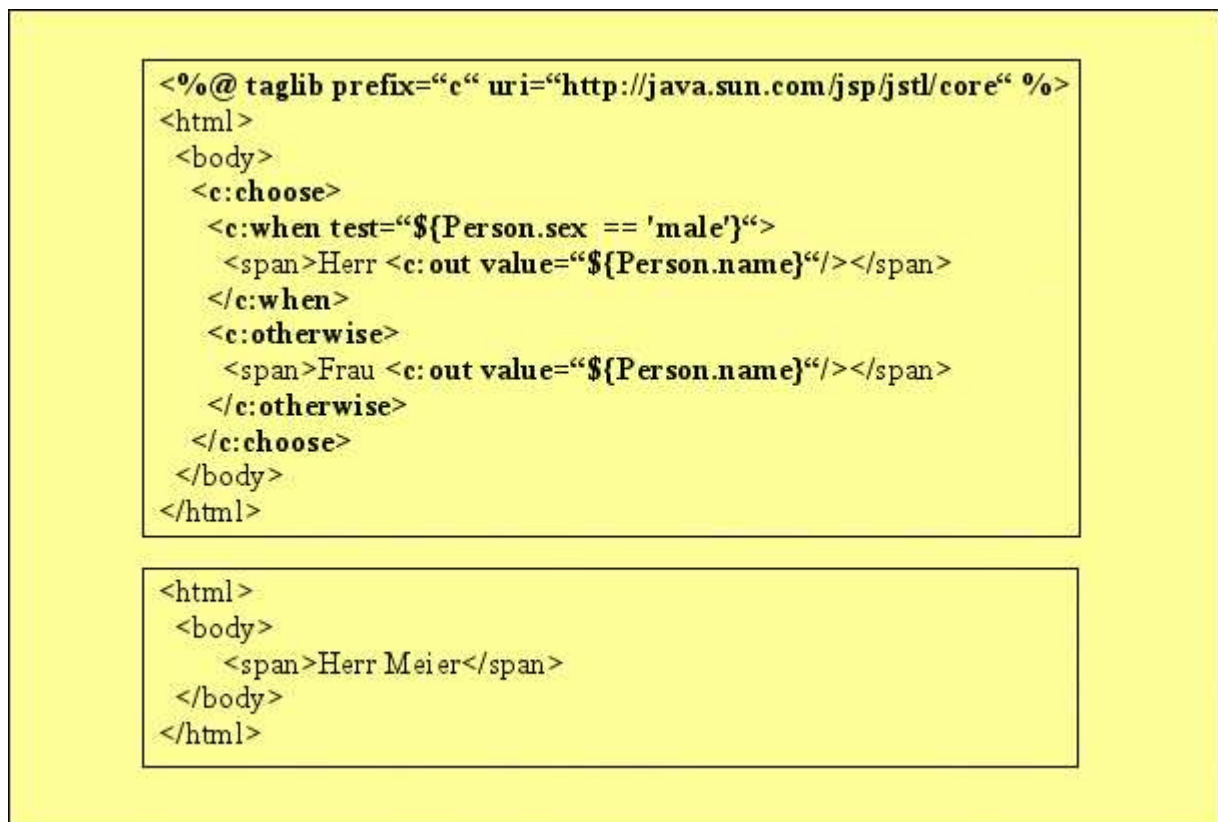 <%@ taglib prefix=“c“ uri=“http://java.sun.com/jsp/jstl/core“ %>
<html>
<body>
<c:choose>
<c:when test=“${Person.sex == 'male'}“>
<span>Herr <c:out value=“${Person.name}“/></span>
</c:when>
<c:otherwise>
<span>Frau <c:out value=“${Person.name}“/></span>
</c:otherwise>
</c:choose>
</body>
</html>
<html>
<body>
<span>Herr Meier</span>
</body>
</html>